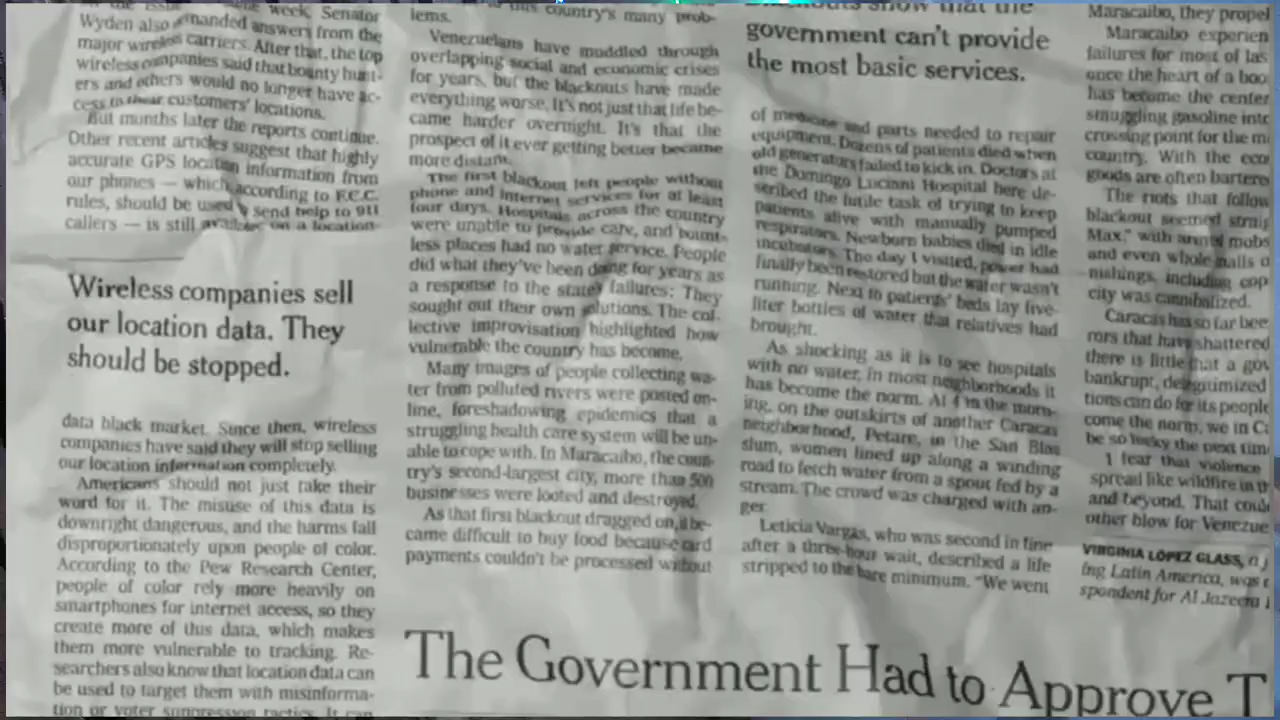 week, Senator
Wyden also demanded answers from the
major wireless carriers. After that, the top
wireless companies said that bounty hunt-
ers and others would no longer have ac-
cess to their customers' locations.
But months later the reports continue.
Other recent articles suggest that highly
accurate GPS location information from
our phones — which, according to F.C.C.
rules, should be used to send help to 911
callers — is still available on a location-
Wireless companies sell
our location data. They
should be stopped.
data black market. Since then, wireless
companies have said they will stop selling
our location information completely.
Americans should not just take their
word for it. The misuse of this data is
downright dangerous, and the harms fall
disproportionately upon people of color.
According to the Pew Research Center,
people of color rely more heavily on
smartphones for internet access, so they
create more of this data, which makes
them more vulnerable to tracking. Re-
searchers also know that location data can
be used to target them with misinforma-
tion or voter suppression tactics. It can
this country's many prob-
lems.
Venezuelans have muddled through
overlapping social and economic crises
for years, but the blackouts have made
everything worse. It's not just that life be-
came harder overnight. It's that the
prospect of it ever getting better became
more distant.
The first blackout left people without
phone and internet services for at least
four days. Hospitals across the country
were unable to provide care, and count-
less places had no water service. People
did what they've been doing for years as
a response to the state's failures: They
sought out their own solutions. The col-
lective improvisation highlighted how
vulnerable the country has become.
Many images of people collecting wa-
ter from polluted rivers were posted on-
line, foreshadowing epidemics that a
struggling health care system will be un-
able to cope with. In Maracaibo, the coun-
try's second-largest city, more than 500
businesses were looted and destroyed.
As that first blackout dragged on, it be-
came difficult to buy food because card
payments couldn't be processed without
show that the
government can't provide
the most basic services.
of medicine and parts needed to repair
equipment. Dozens of patients died when
old generators failed to kick in. Doctors at
the Domingo Luciani Hospital here de-
scribed the futile task of trying to keep
patients alive with manually pumped
respirators. Newborn babies died in idle
incubators. The day I visited, power had
finally been restored but the water wasn't
running. Next to patients' beds lay five-
liter bottles of water that relatives had
brought.
As shocking as it is to see hospitals
with no water, in most neighborhoods it
has become the norm. At 4 in the morn-
ing, on the outskirts of another Caracas
neighborhood, Petare, in the San Blas
slum, women lined up along a winding
road to fetch water from a spout fed by a
stream. The crowd was charged with an-
ger.
Leticia Vargas, who was second in line
after a three-hour wait, described a life
stripped to the bare minimum. "We went
Maracaibo, they propel
Maracaibo experien
failures for most of las
once the heart of a boo
has become the center
smuggling gasoline into
crossing point for the m
country. With the eco
goods are often bartere
The riots that follow
blackout seemed straig
Max," with armed mobs
and even whole malls o
nishings, including cop
city was cannibalized.
Caracas has so far bee
rors that have shattered
there is little that a gov
bankrupt, delegitimized
tions can do for its people
come the norm, we in Ca
be so lucky the next time
I fear that violence
spread like wildfire in th
and beyond. That coul
other blow for Venezue
VIRGINIA LÓPEZ GLASS, a j
ing Latin America, was
spondent for Al Jazeera
The Government Had to Approve T